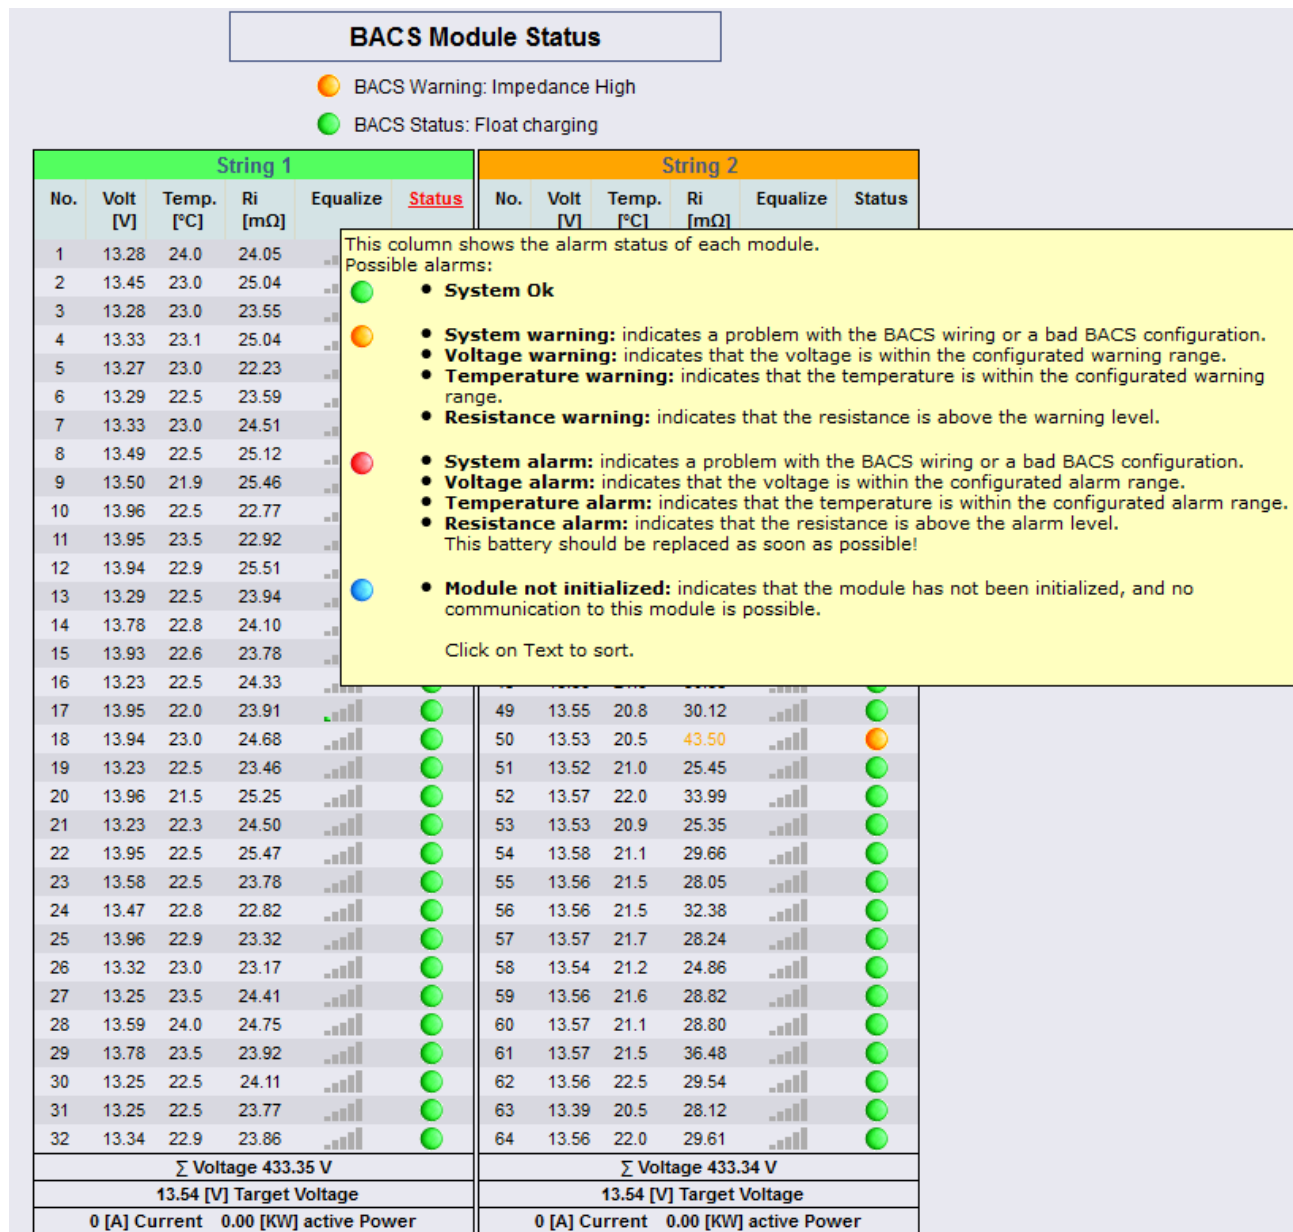 BACS Module Status
BACS Warning: Impedance High
BACS Status: Float charging
String 1 String 2
No. Volt [V] Temp. [°C] Ri [mΩ] Equalize Status No. Volt [V] Temp. [°C] Ri [mΩ] Equalize Status
This column shows the alarm status of each module.
Possible alarms:
• System Ok
• System warning: indicates a problem with the BACS wiring or a bad BACS configuration.
• Voltage warning: indicates that the voltage is within the configurated warning range.
• Temperature warning: indicates that the temperature is within the configurated warning
range.
• Resistance warning: indicates that the resistance is above the warning level.
• System alarm: indicates a problem with the BACS wiring or a bad BACS configuration.
• Voltage alarm: indicates that the voltage is within the configurated alarm range.
• Temperature alarm: indicates that the temperature is within the configurated alarm range.
• Resistance alarm: indicates that the resistance is above the alarm level.
This battery should be replaced as soon as possible!
• Module not initialized: indicates that the module has not been initialized, and no
communication to this module is possible.
Click on Text to sort.
1 13.28 24.0 24.05
2 13.45 23.0 25.04
3 13.28 23.0 23.55
4 13.33 23.1 25.04
5 13.27 23.0 22.23
6 13.29 22.5 23.59
7 13.33 23.0 24.51
8 13.49 22.5 25.12
9 13.50 21.9 25.46
10 13.96 22.5 22.77
11 13.95 23.5 22.92
12 13.94 22.9 25.51
13 13.29 22.5 23.94
14 13.78 22.8 24.10
15 13.93 22.6 23.78
16 13.23 22.5 24.33
17 13.95 22.0 23.91 49 13.55 20.8 30.12
18 13.94 23.0 24.68 50 13.53 20.5 43.50
19 13.23 22.5 23.46 51 13.52 21.0 25.45
20 13.96 21.5 25.25 52 13.57 22.0 33.99
21 13.23 22.3 24.50 53 13.53 20.9 25.35
22 13.95 22.5 25.47 54 13.58 21.1 29.66
23 13.58 22.5 23.78 55 13.56 21.5 28.05
24 13.47 22.8 22.82 56 13.56 21.5 32.38
25 13.96 22.9 23.32 57 13.57 21.7 28.24
26 13.32 23.0 23.17 58 13.54 21.2 24.86
27 13.25 23.5 24.41 59 13.56 21.6 28.82
28 13.59 24.0 24.75 60 13.57 21.1 28.80
29 13.78 23.5 23.92 61 13.57 21.5 36.48
30 13.25 22.5 24.11 62 13.56 22.5 29.54
31 13.25 22.5 23.77 63 13.39 20.5 28.12
32 13.34 22.9 23.86 64 13.56 22.0 29.61
∑ Voltage 433.35 V ∑ Voltage 433.34 V
13.54 [V] Target Voltage 13.54 [V] Target Voltage
0 [A] Current 0.00 [KW] active Power 0 [A] Current 0.00 [KW] active Power